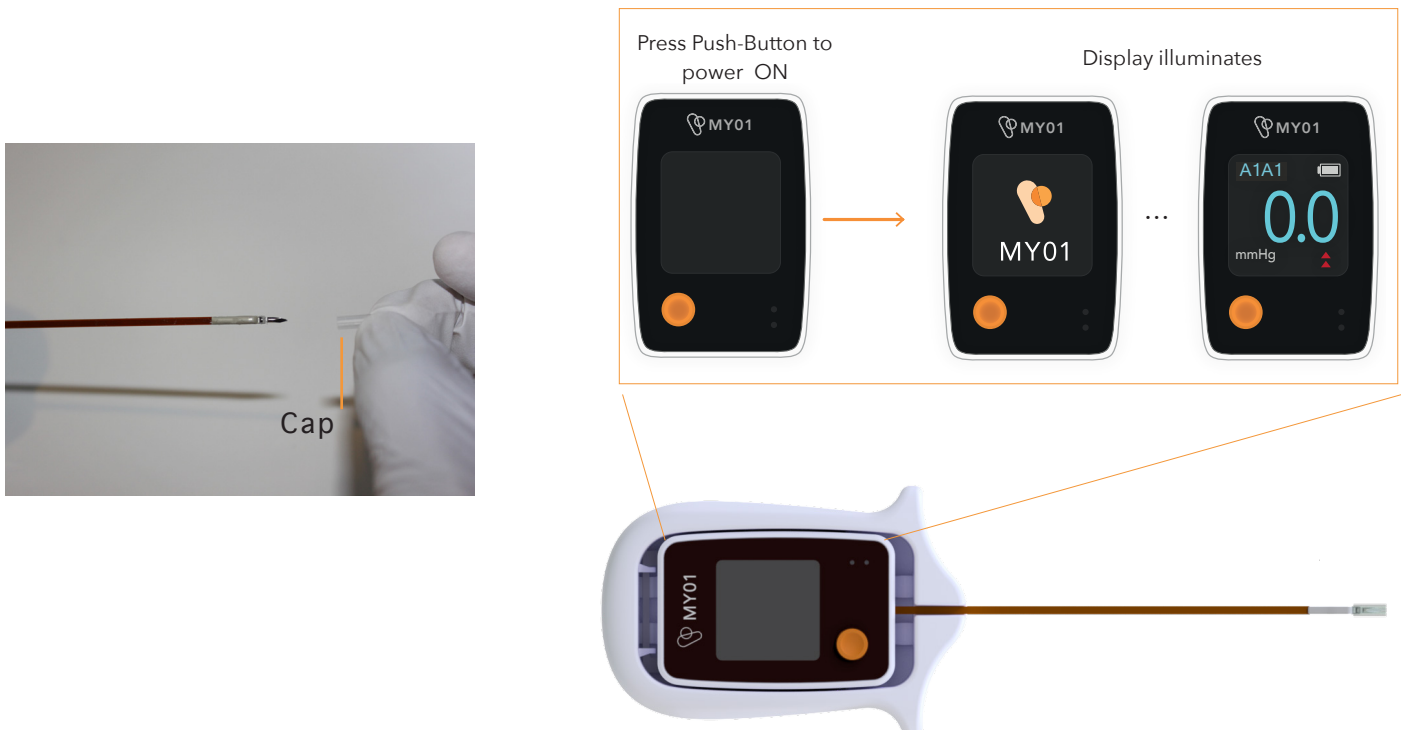 Press Push-Button to
power ON
Display illuminates
MY01
MY01
MY01
MY01
A1A1
0.0
mmHg
Cap
MY01